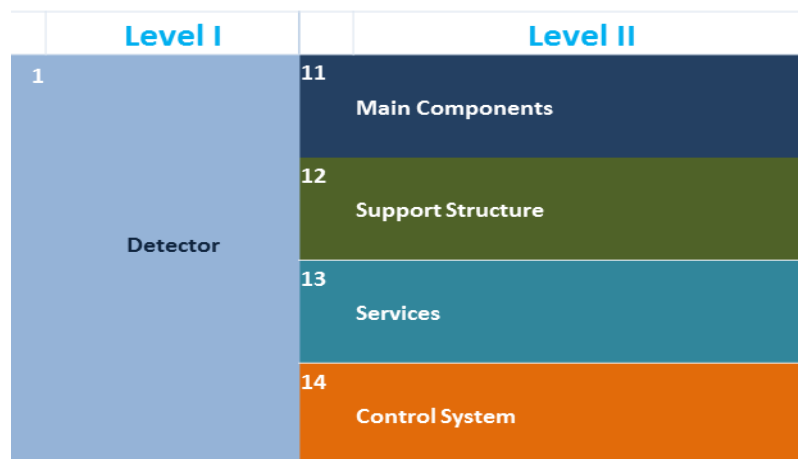 Level I
Level II
1
Detector
11
Main Components
12
Support Structure
13
Services
14
Control System